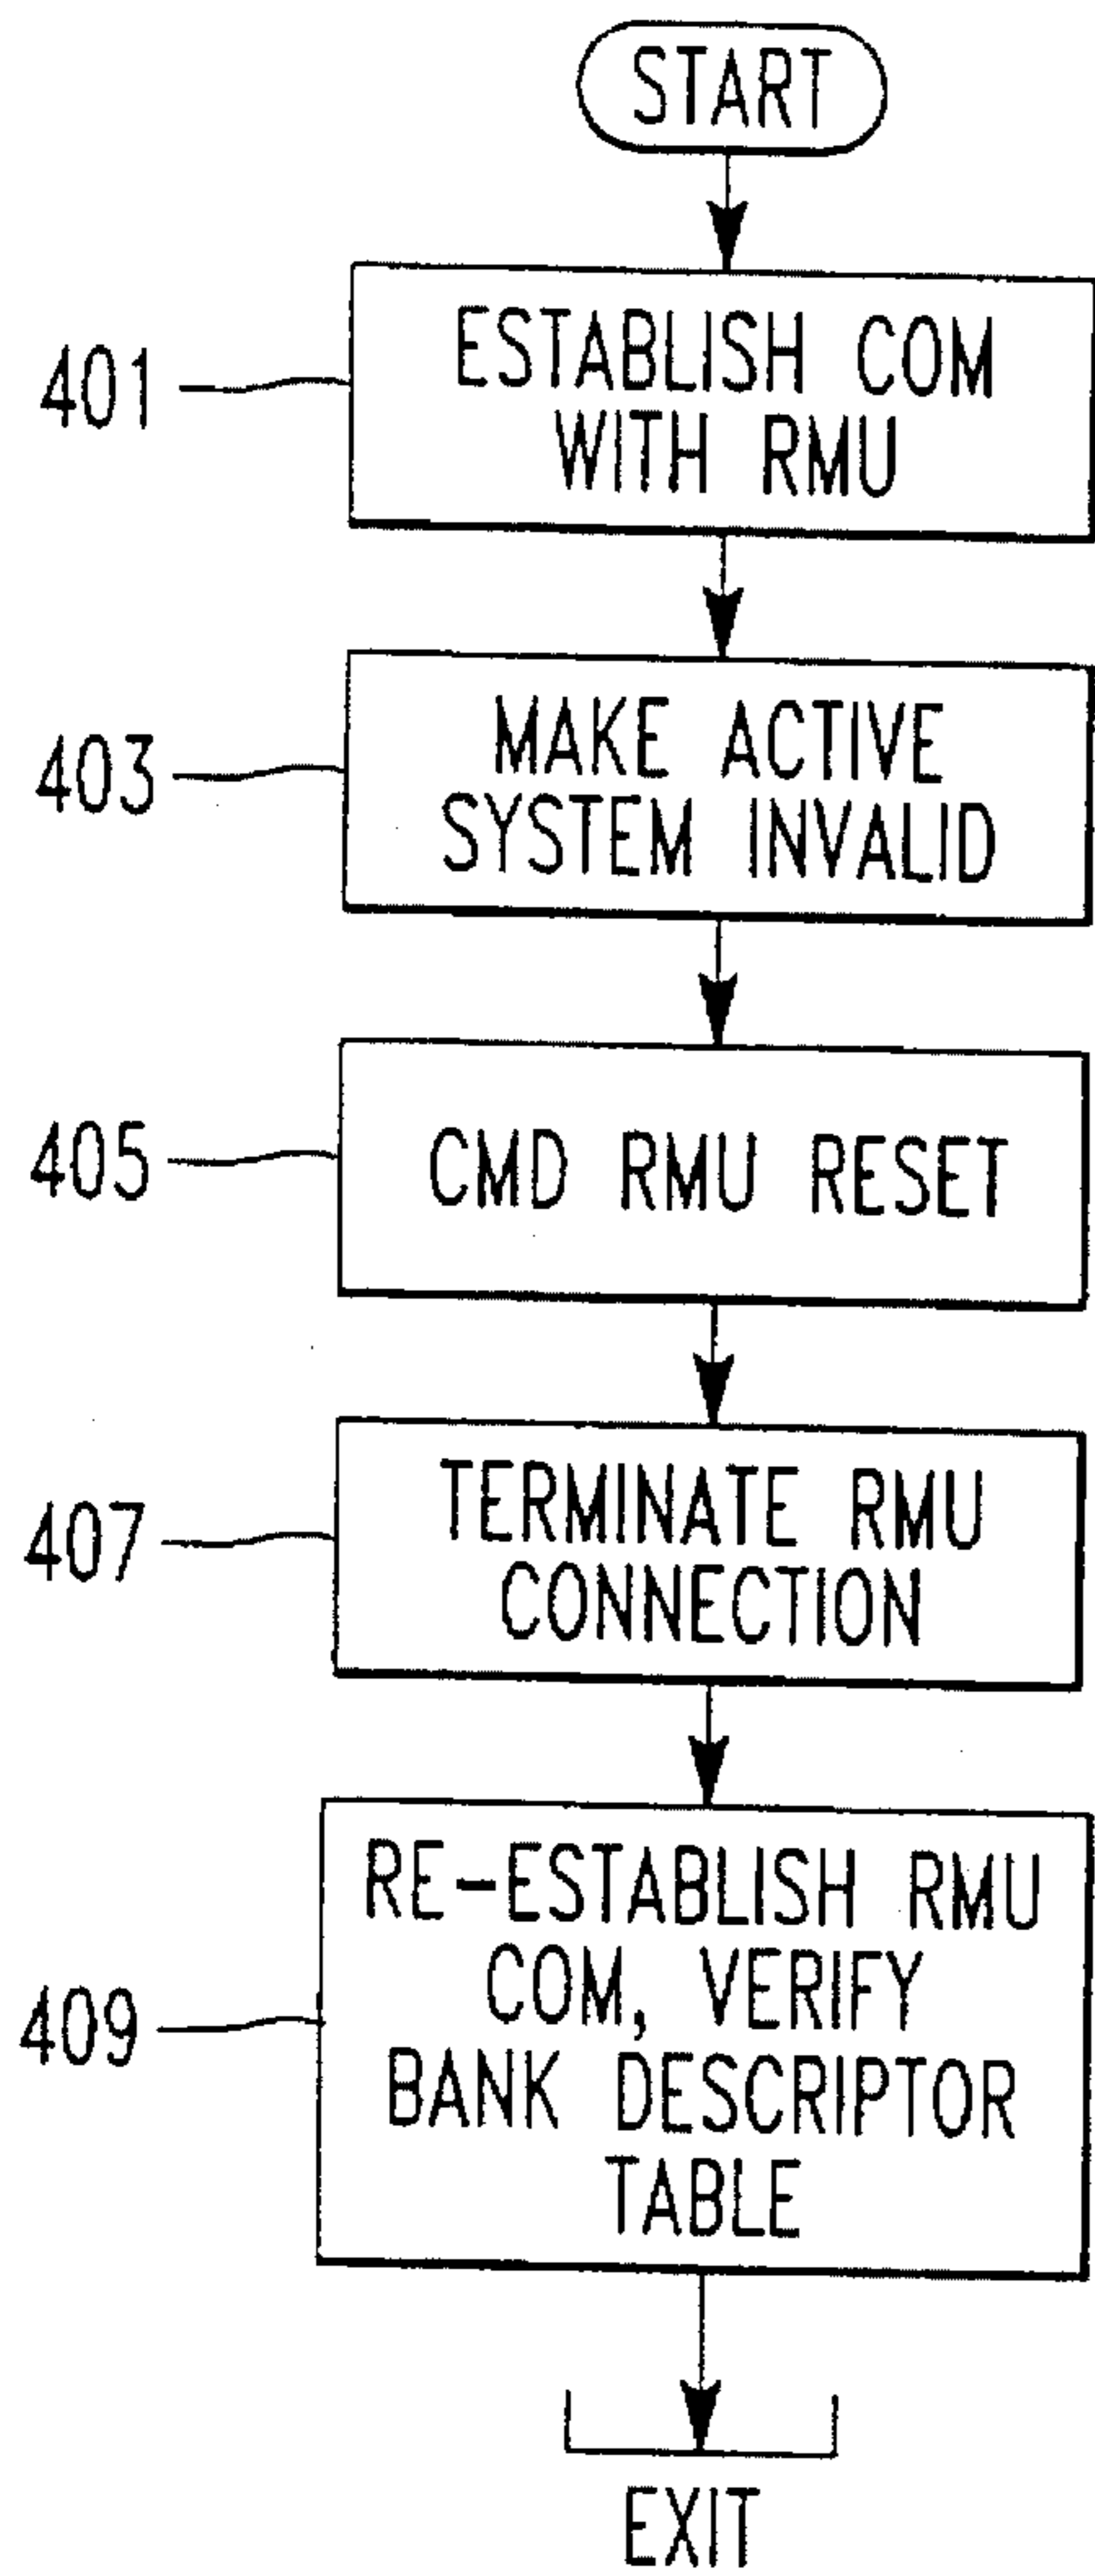 START
401
ESTABLISH COM
WITH RMU
403
MAKE ACTIVE
SYSTEM INVALID
405
CMD RMU RESET
407
TERMINATE RMU
CONNECTION
409
RE-ESTABLISH RMU
COM, VERIFY
BANK DESCRIPTOR
TABLE
EXIT